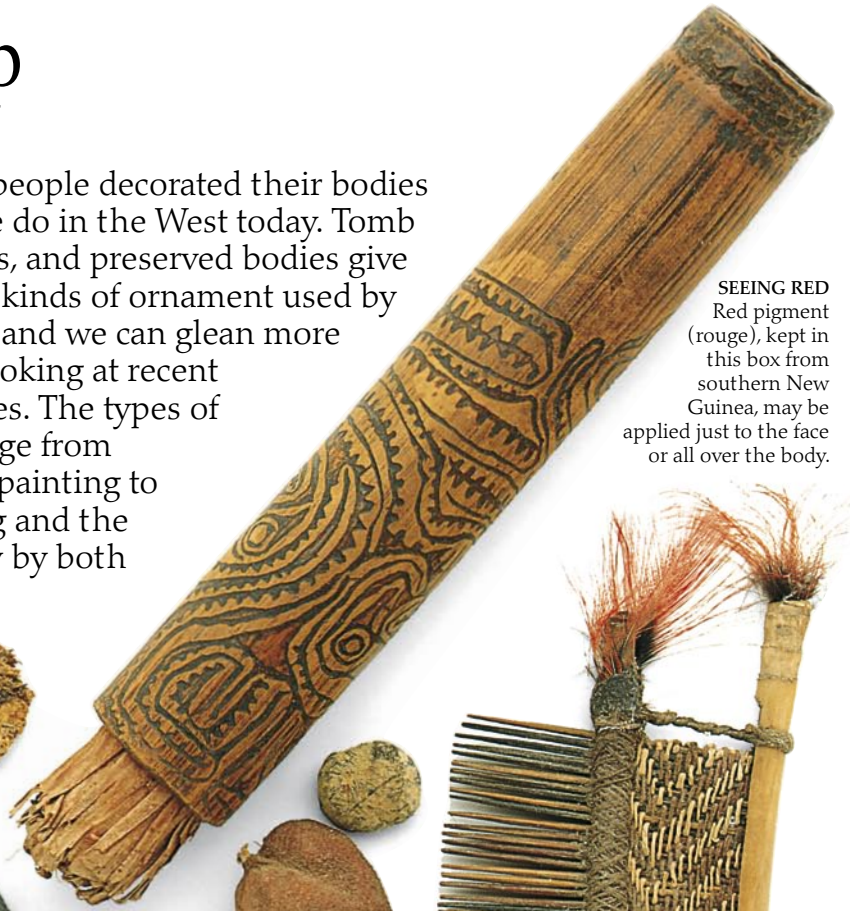 p
people decorated their bodies
e do in the West today. Tomb
s, and preserved bodies give
kinds of ornament used by
and we can glean more
ooking at recent
es. The types of
ge from
painting to
g and the
y by both
SEEING RED
Red pigment
(rouge), kept in
this box from
southern New
Guinea, may be
applied just to the face
or all over the body.